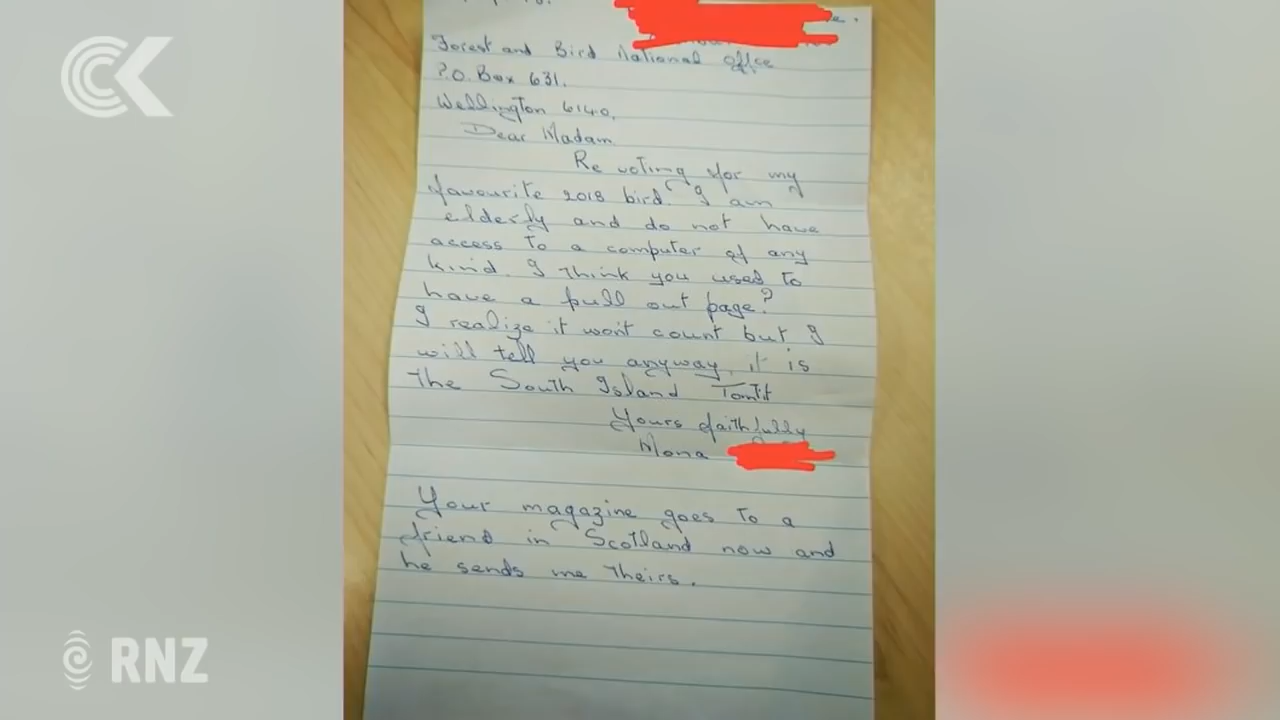 Forest and Bird National Office
P.O. Box 631.
Wellington 6140.
Dear Madam
Re voting for my
favourite 2018 bird. I am
elderly and do not have
access to a computer of any
kind. I think you used to
have a pull out page?
I realize it won't count but I
will tell you anyway, it is
the South Island Tomtit
Yours faithfully
Mona
Your magazine goes to a
friend in Scotland now and
he sends me theirs.
RNZ